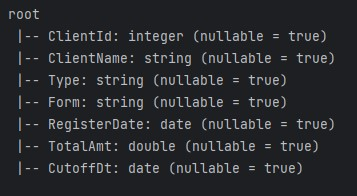 root
 |-- ClientId: integer (nullable = true)
 |-- ClientName: string (nullable = true)
 |-- Type: string (nullable = true)
 |-- Form: string (nullable = true)
 |-- RegisterDate: date (nullable = true)
 |-- TotalAmt: double (nullable = true)
 |-- CutoffDt: date (nullable = true)